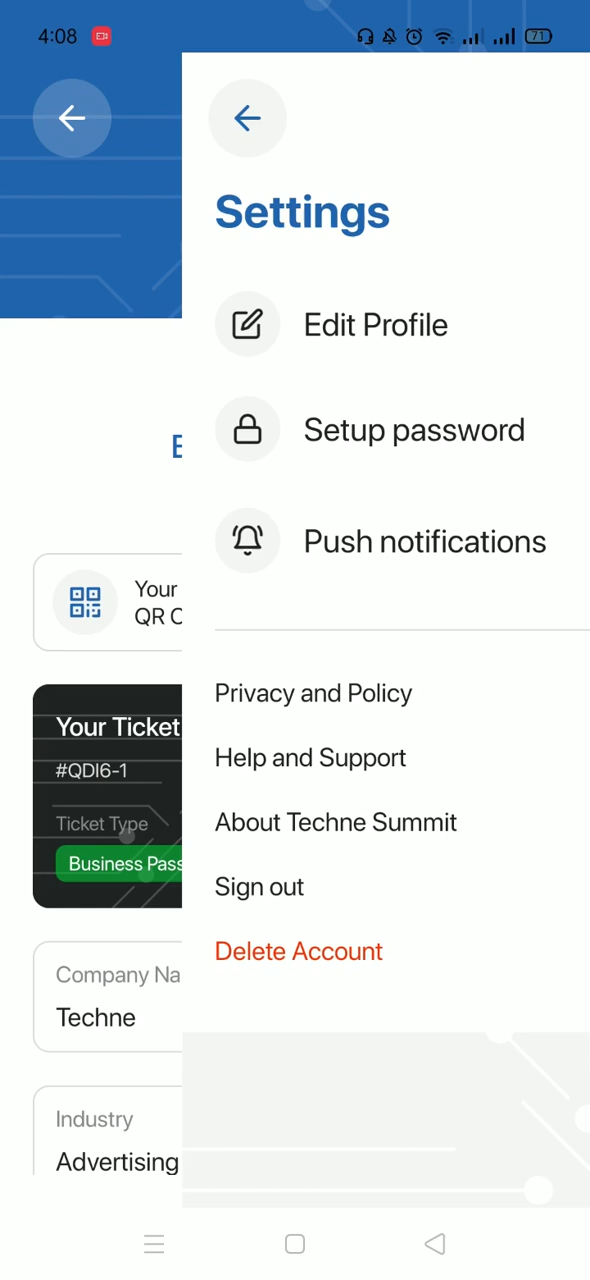 4:08
71
Settings
Edit Profile
Setup password
Push notifications
Your
QR C
Your Ticket
#QDI6-1
Ticket Type
Business Pass
Company Na
Techne
Industry
Advertising
Privacy and Policy
Help and Support
About Techne Summit
Sign out
Delete Account